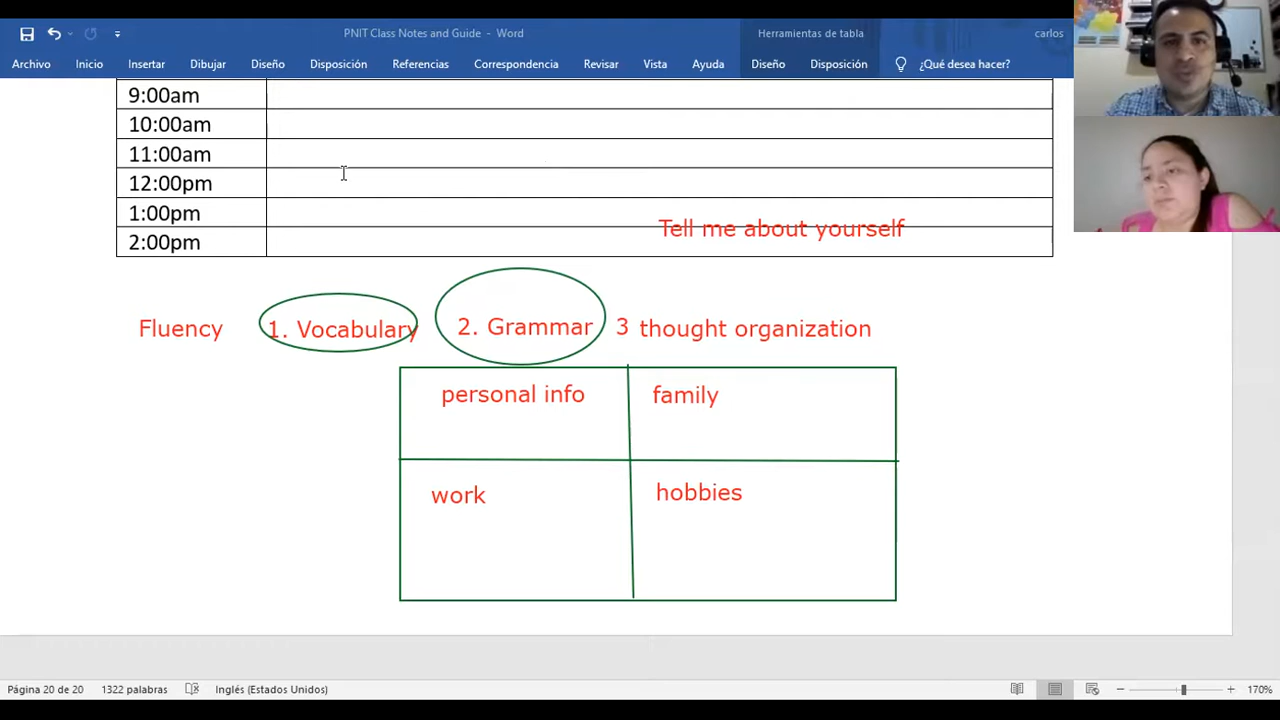 PNIT Class Notes and Guide - Word
Herramientas de tabla
carlos
Archivo Inicio Insertar Dibujar Diseño Disposición Referencias Correspondencia Revisar Vista Ayuda Diseño Disposición ¿Qué desea hacer?
9:00am
10:00am
11:00am
12:00pm
1:00pm
Tell me about yourself
2:00pm
Fluency 1. Vocabulary 2. Grammar 3 thought organization
personal info family
work hobbies
Página 20 de 20 1322 palabras Inglés (Estados Unidos) 170%